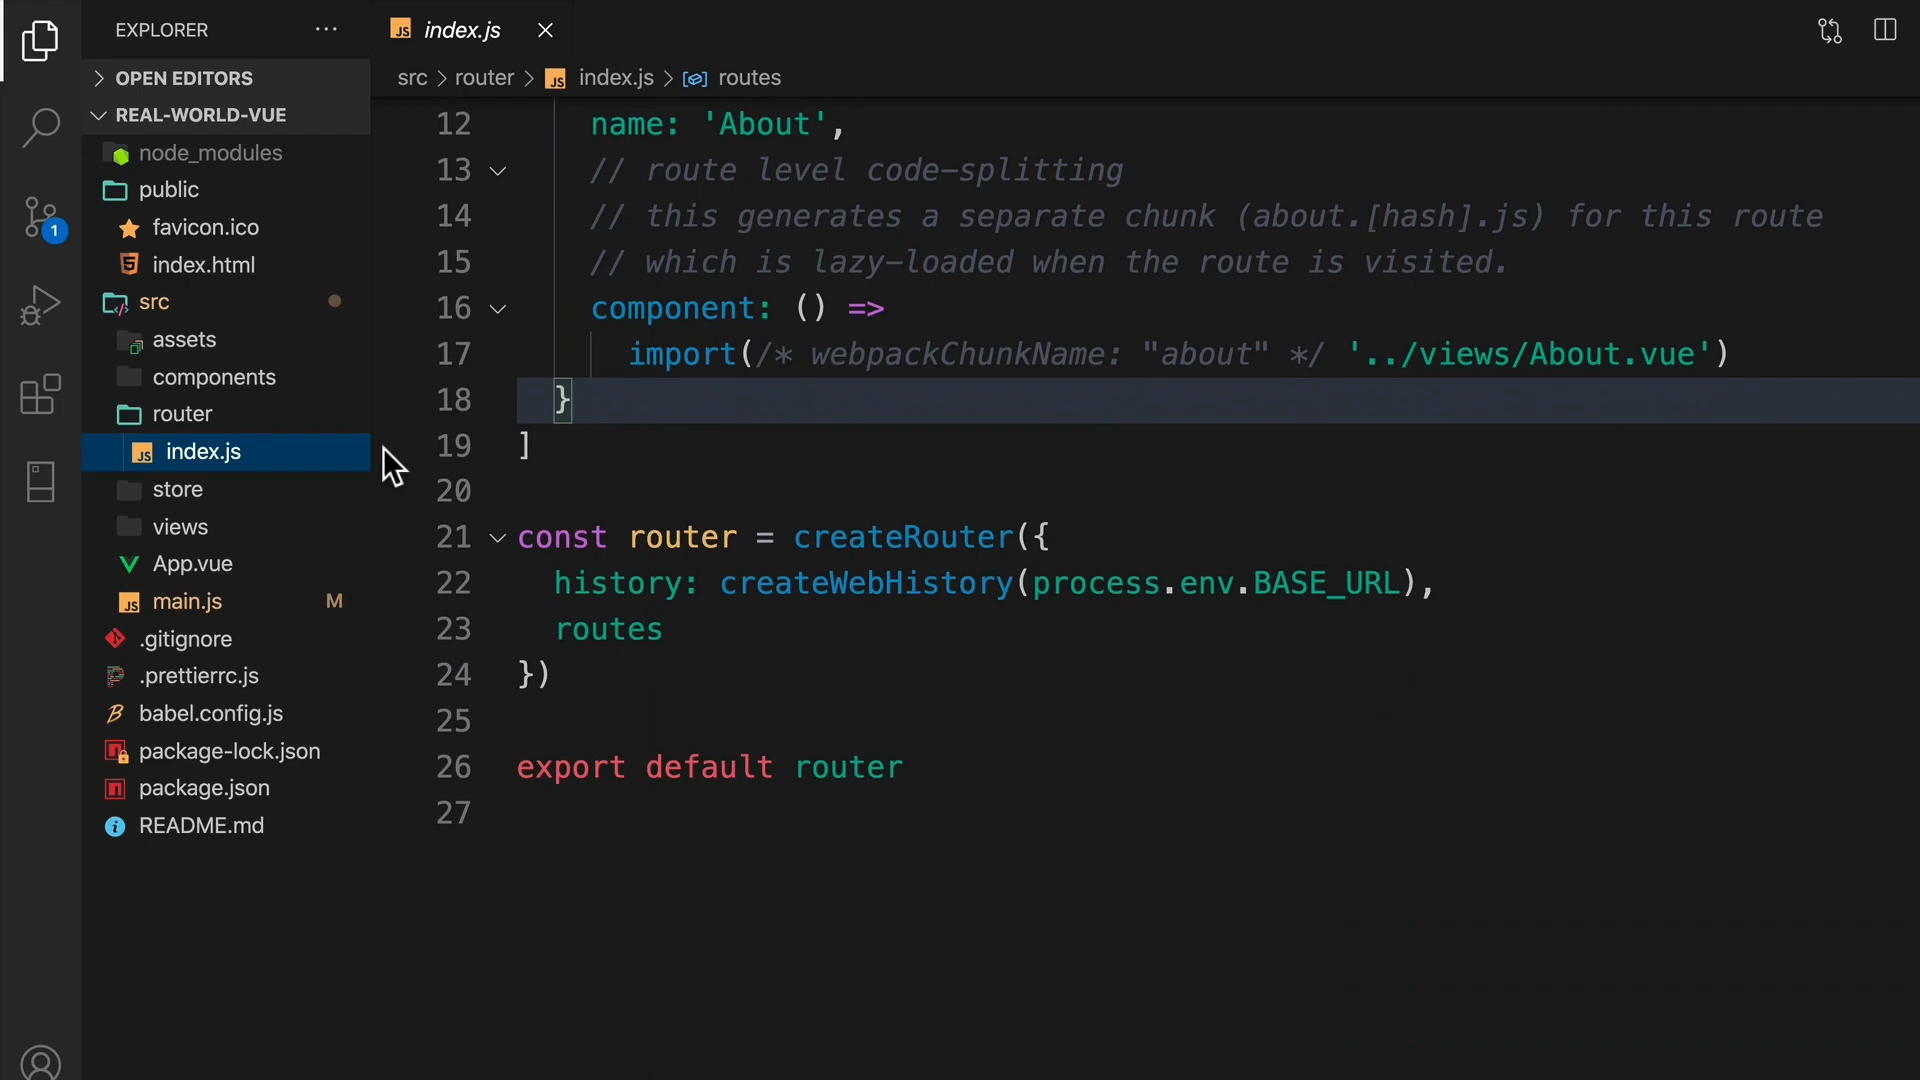 EXPLORER
OPEN EDITORS
REAL-WORLD-VUE
node_modules
public
favicon.ico
index.html
src
assets
components
router
index.js
store
views
App.vue
main.js M
.gitignore
.prettierrc.js
babel.config.js
package-lock.json
package.json
README.md
1
index.js
src > router > JS index.js > routes
12 name: 'About',
13 // route level code-splitting
14 // this generates a separate chunk (about.[hash].js) for this route
15 // which is lazy-loaded when the route is visited.
16 component: () =>
17 import(/* webpackChunkName: "about" */ '../views/About.vue')
18 }
19 ]
20
21 const router = createRouter({
22 history: createWebHistory(process.env.BASE_URL),
23 routes
24 })
25
26 export default router
27